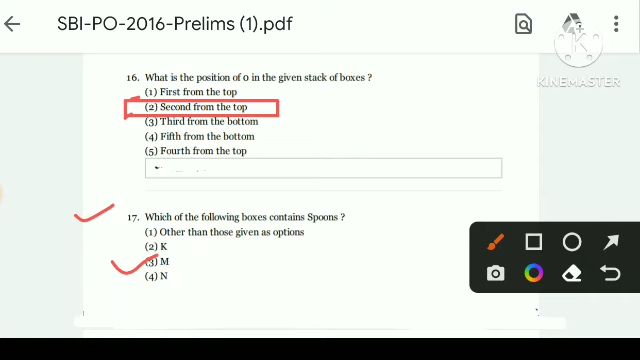 SBI-PO-2016-Prelims (1).pdf
KINEMASTER
16. What is the position of 0 in the given stack of boxes ?
(1) First from the top
(2) Second from the top
(3) Third from the bottom
(4) Fifth from the bottom
(5) Fourth from the top
17. Which of the following boxes contains Spoons ?
(1) Other than those given as options
(2) K
(3) M
(4) N